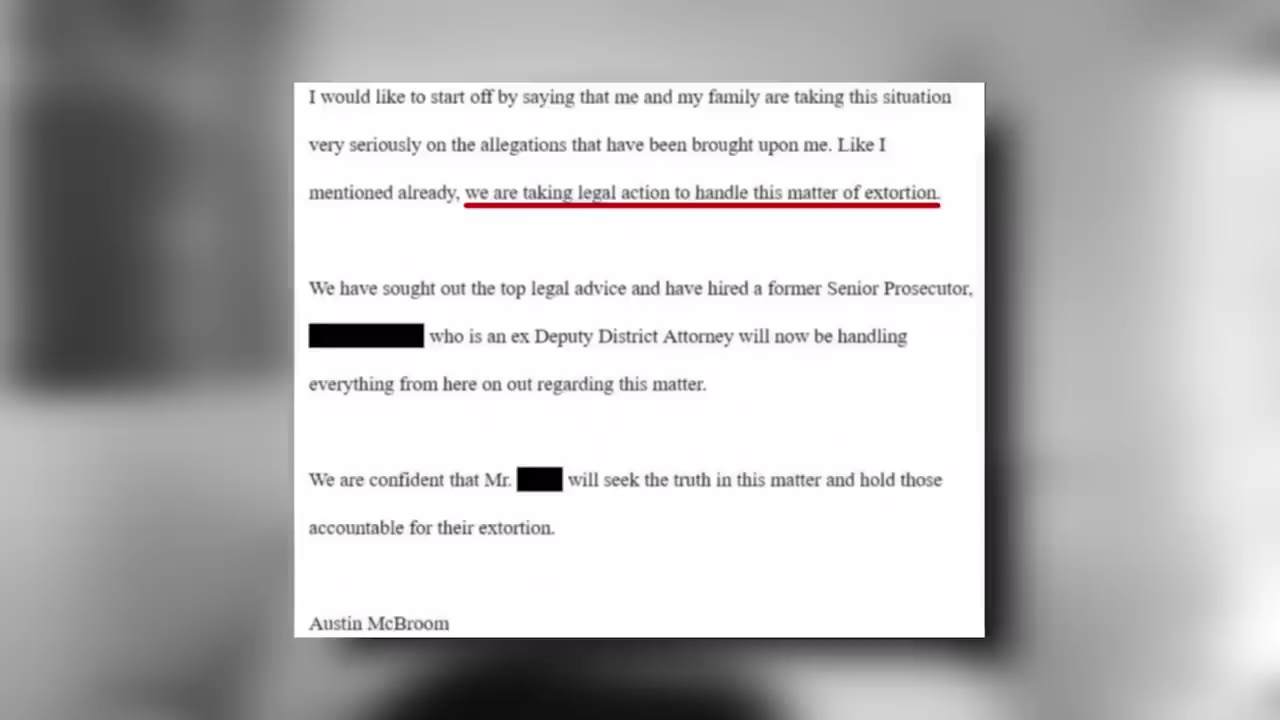 I would like to start off by saying that me and my family are taking this situation
very seriously on the allegations that have been brought upon me. Like I
mentioned already, we are taking legal action to handle this matter of extortion.
We have sought out the top legal advice and have hired a former Senior Prosecutor,
who is an ex Deputy District Attorney will now be handling
everything from here on out regarding this matter.
We are confident that Mr. will seek the truth in this matter and hold those
accountable for their extortion.
Austin McBroom